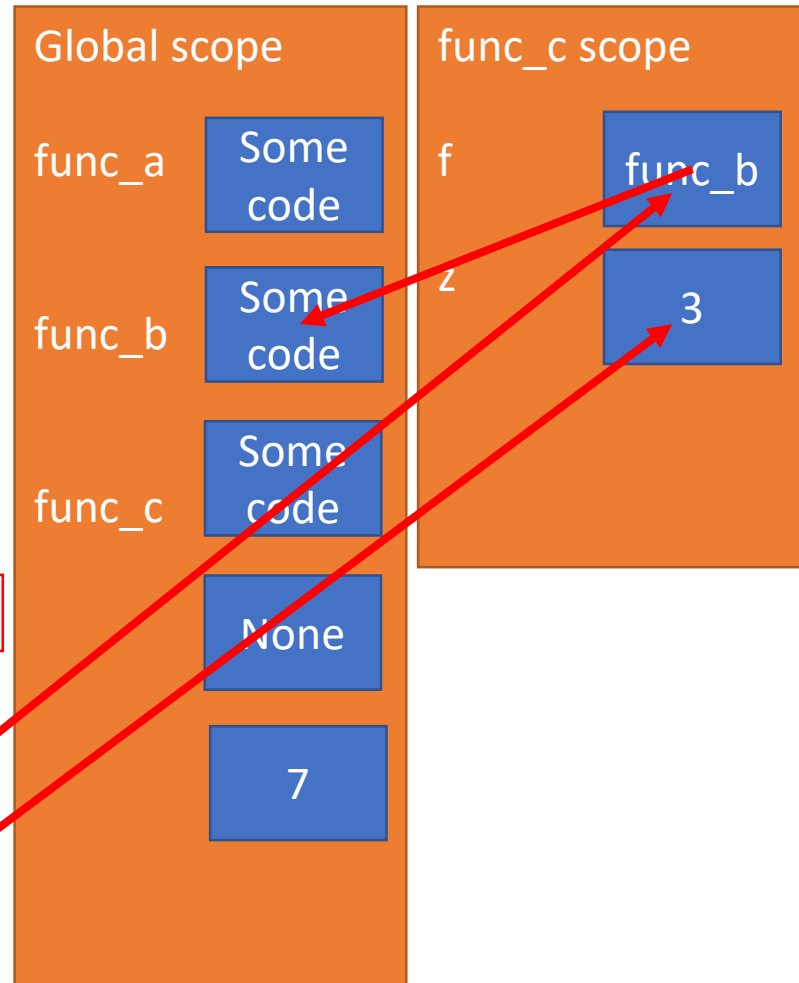 Global scope
func_a
Some
code
func_b
Some
code
func_c
Some
code
None
7
func_c scope
f
func_b
z
3